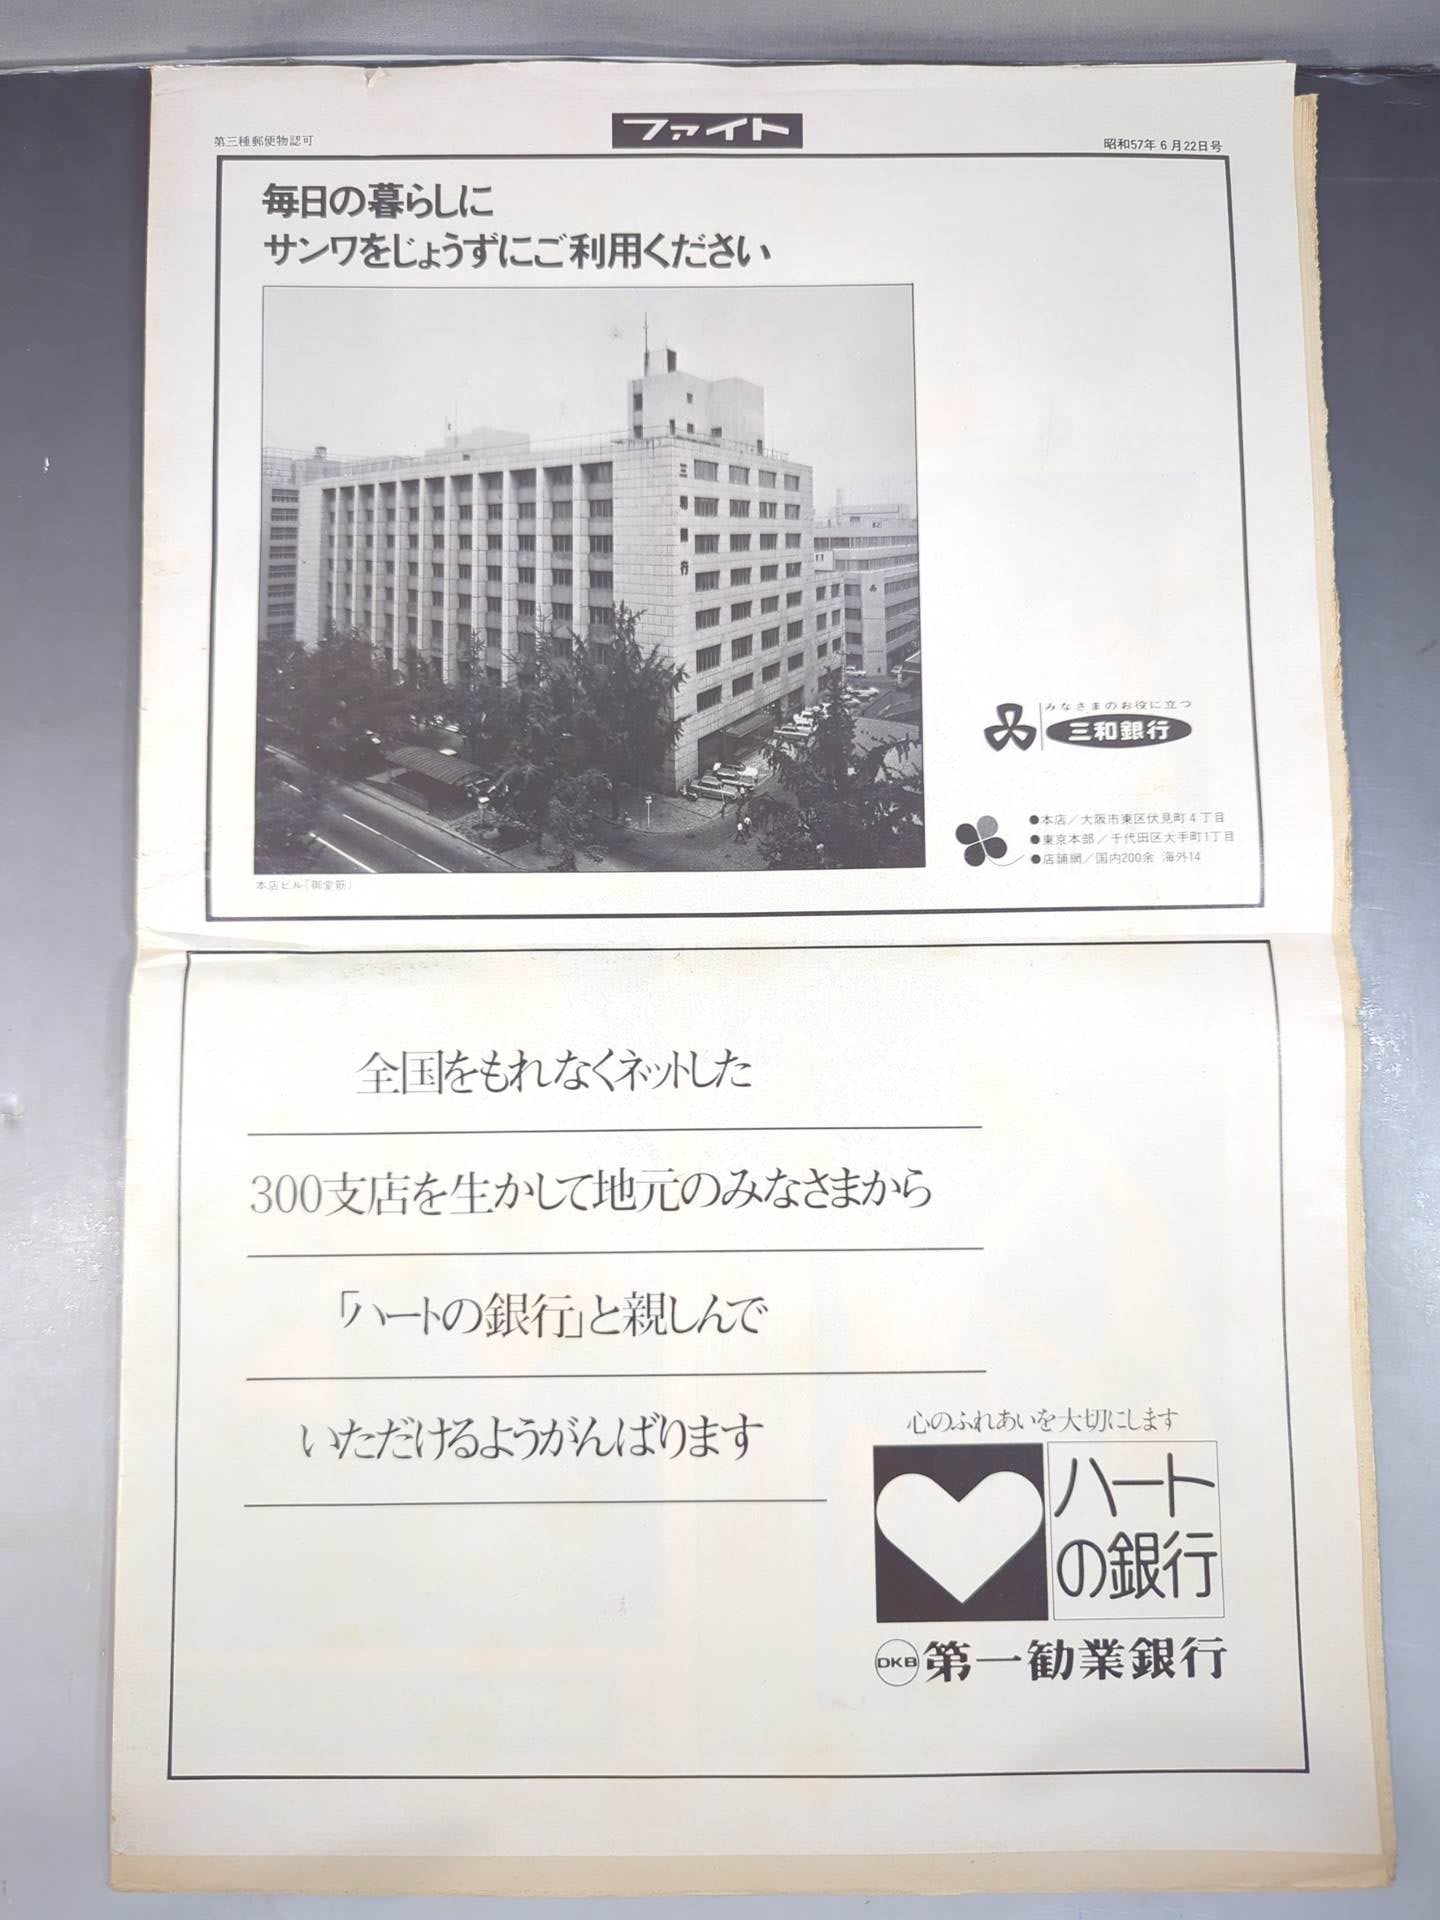 第三種郵便物認可
ファイト
昭和57年6月22日号
毎日の暮らしに
サンワをじょうずにご利用ください
三和銀行
本店ビル(御堂筋)
みなさまのお役に立つ
三和銀行
●本店／大阪市東区伏見町4丁目
●東京本部／千代田区大手町1丁目
●店舗網／国内200余 海外14
全国をもれなくネットした
300支店を生かして地元のみなさまから
「ハートの銀行」と親しんで
いただけるようがんばります
心のふれあいを大切にします
ハート
の銀行
DKB 第一勧業銀行